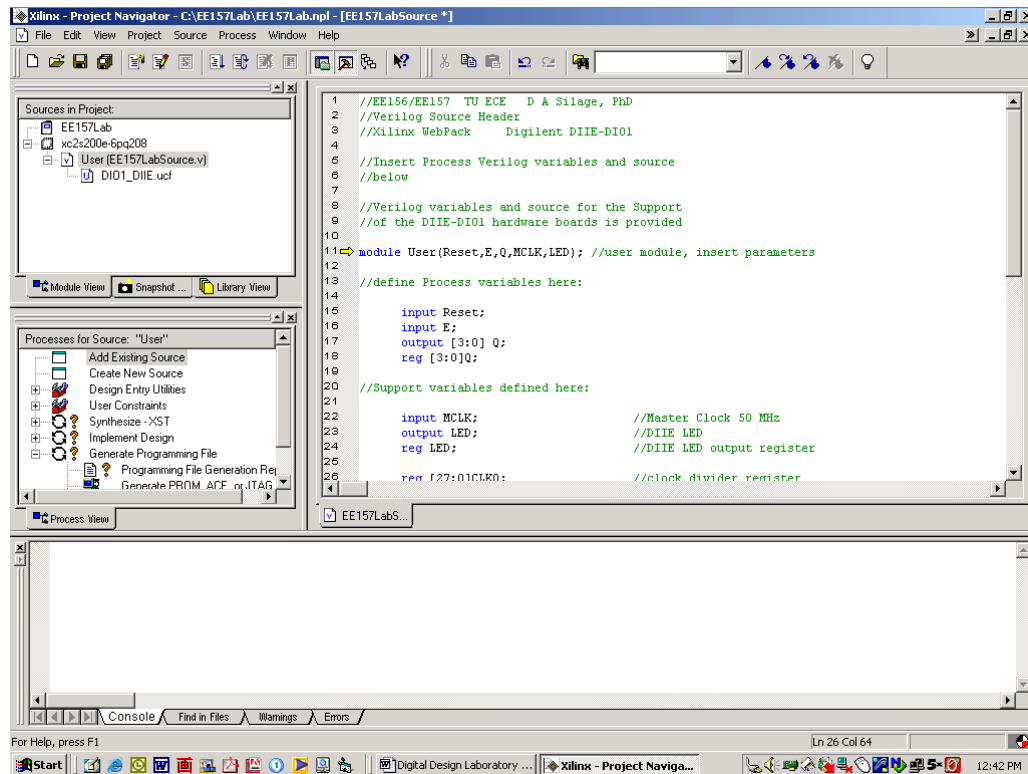 Xilinx - Project Navigator - C:\EE157Lab\EE157Lab.npl - [EE157LabSource *]
File Edit View Project Source Process Window Help
Sources in Project:
EE157Lab
xc2s200e-6pq208
User (EE157LabSource.v)
DIO1_DIIE.ucf
Module View Snapshot ... Library View
Processes for Source: "User"
Add Existing Source
Create New Source
Design Entry Utilities
User Constraints
Synthesize - XST
Implement Design
Generate Programming File
Programming File Generation Rep
Generate PROM, ACE, or JTAG
Process View
1 //EE156/EE157 TU ECE D A Silage, PhD
2 //Verilog Source Header
3 //Xilinx WebPack Digilent DIIE-DIO1
4
5 //Insert Process Verilog variables and source
6 //below
7
8 //Verilog variables and source for the Support
9 //of the DIIE-DIO1 hardware boards is provided
10
11 module User(Reset,E,Q,MCLK,LED); //user module, insert parameters
12
13 //define Process variables here:
14
15 input Reset;
16 input E;
17 output [3:0] Q;
18 reg [3:0]Q;
19
20 //Support variables defined here:
21
22 input MCLK; //Master Clock 50 MHz
23 output LED; //DIIE LED
24 reg LED; //DIIE LED output register
25
26 reg [27:0]CLKQ; //clock divider register
EE157LabS...
Console Find in Files Warnings Errors
For Help, press F1
Ln 26 Col 64
Start Digital Design Laboratory ... Xilinx - Project Naviga... 12:42 PM